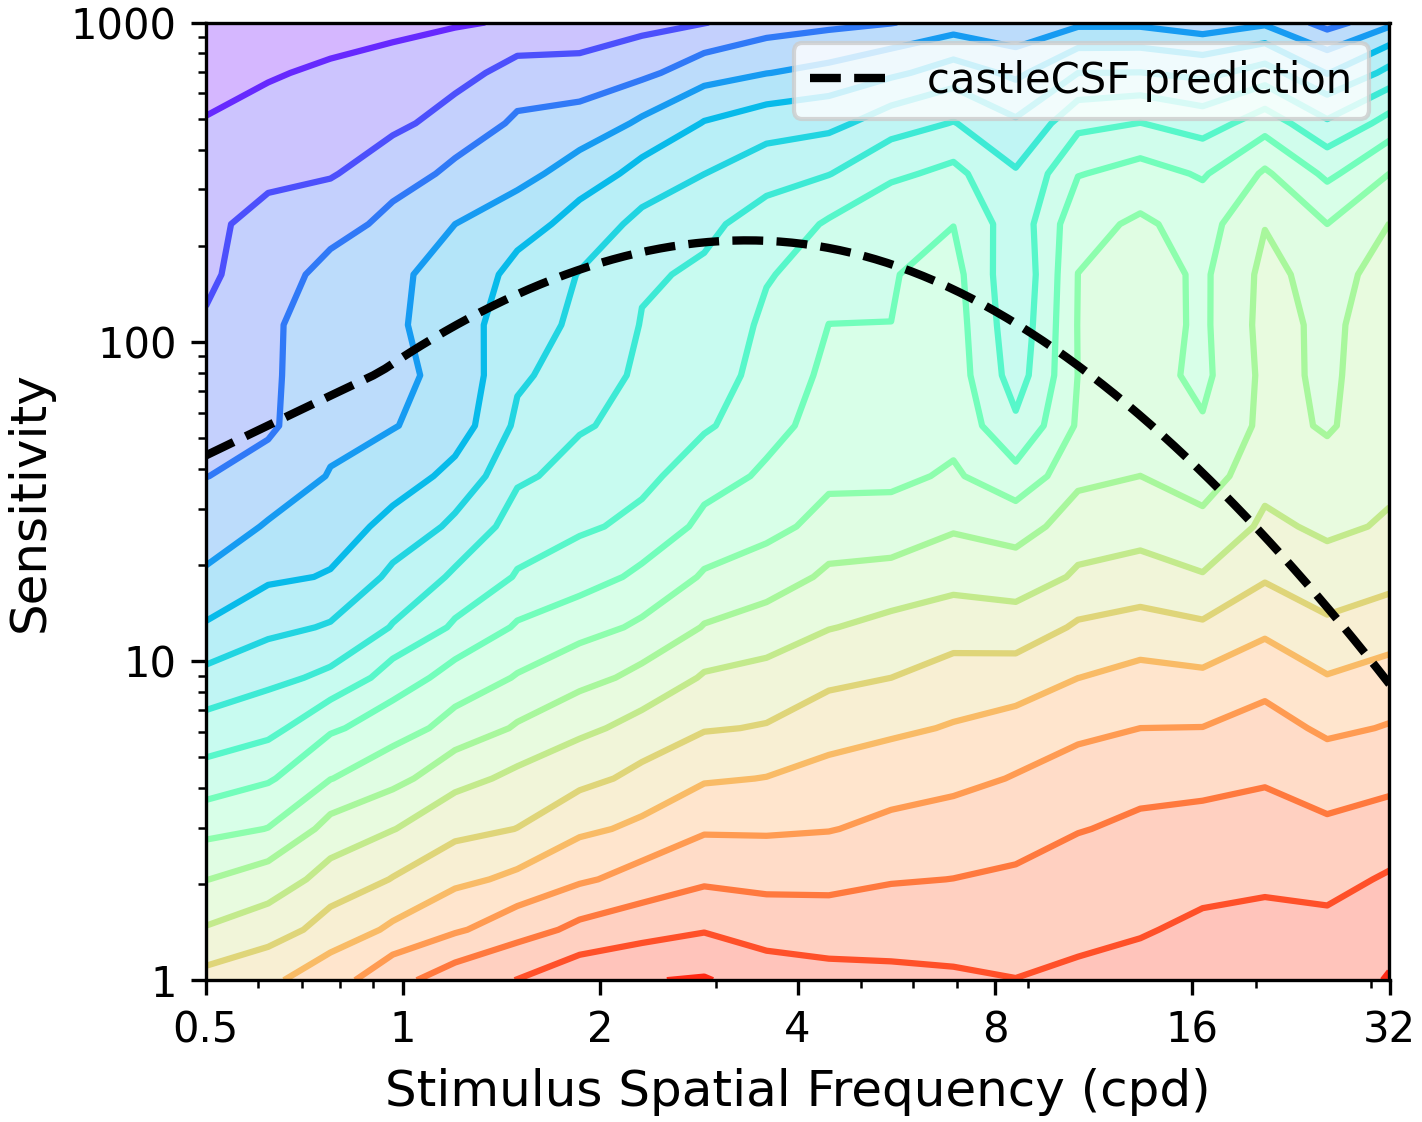 1000
100
10
1
Sensitivity
castleCSF prediction
0.5 1 2 4 8 16 32
Stimulus Spatial Frequency (cpd)